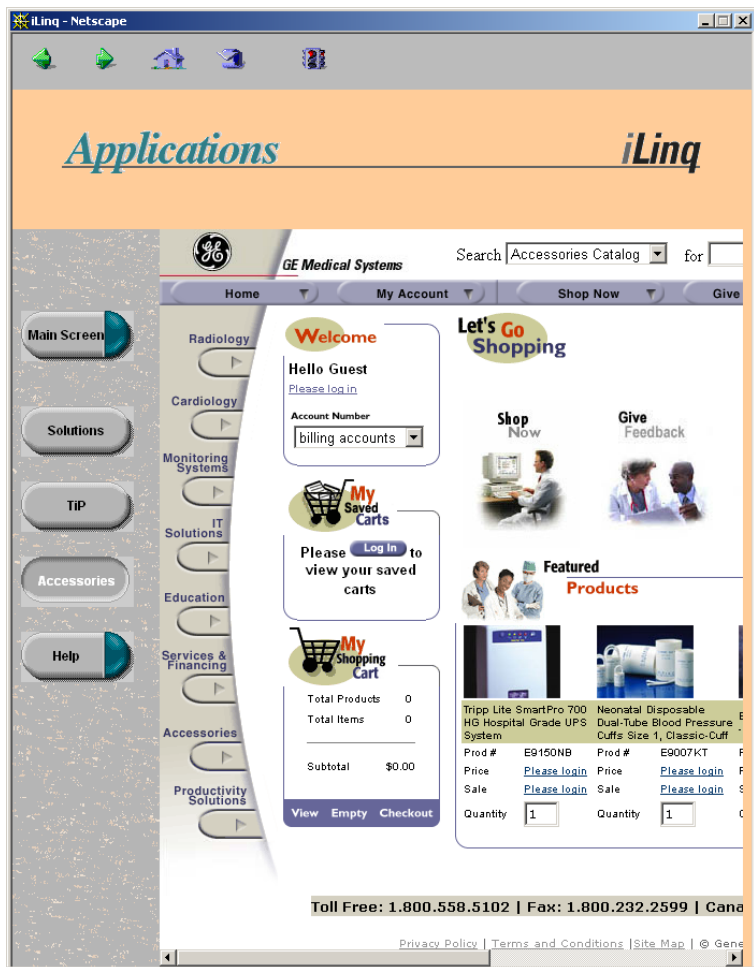 iLinq - Netscape
Applications
iLinq
GE
GE Medical Systems
Search Accessories Catalog for
Home My Account Shop Now Give
Main Screen
Solutions
TiP
Accessories
Help
Radiology
Cardiology
Monitoring
Systems
IT
Solutions
Education
Services &
Financing
Accessories
Productivity
Solutions
Welcome
Hello Guest
Please log in
Account Number
billing accounts
My
Saved
Carts
Please Log In to
view your saved
carts
My
Shopping
Cart
Total Products 0
Total Items 0
Subtotal $0.00
View Empty Checkout
Let's Go
Shopping
Shop
Now
Give
Feedback
Featured
Products
Tripp Lite SmartPro 700
HG Hospital Grade UPS
System
Prod # E9150NB
Price Please login
Sale Please login
Quantity 1
Neonatal Disposable
Dual-Tube Blood Pressure
Cuffs Size 1, Classic-Cuff
Prod # E9007KT
Price Please login
Sale Please login
Quantity 1
Toll Free: 1.800.558.5102 | Fax: 1.800.232.2599 | Cana
Privacy Policy | Terms and Conditions |Site Map | © Gene